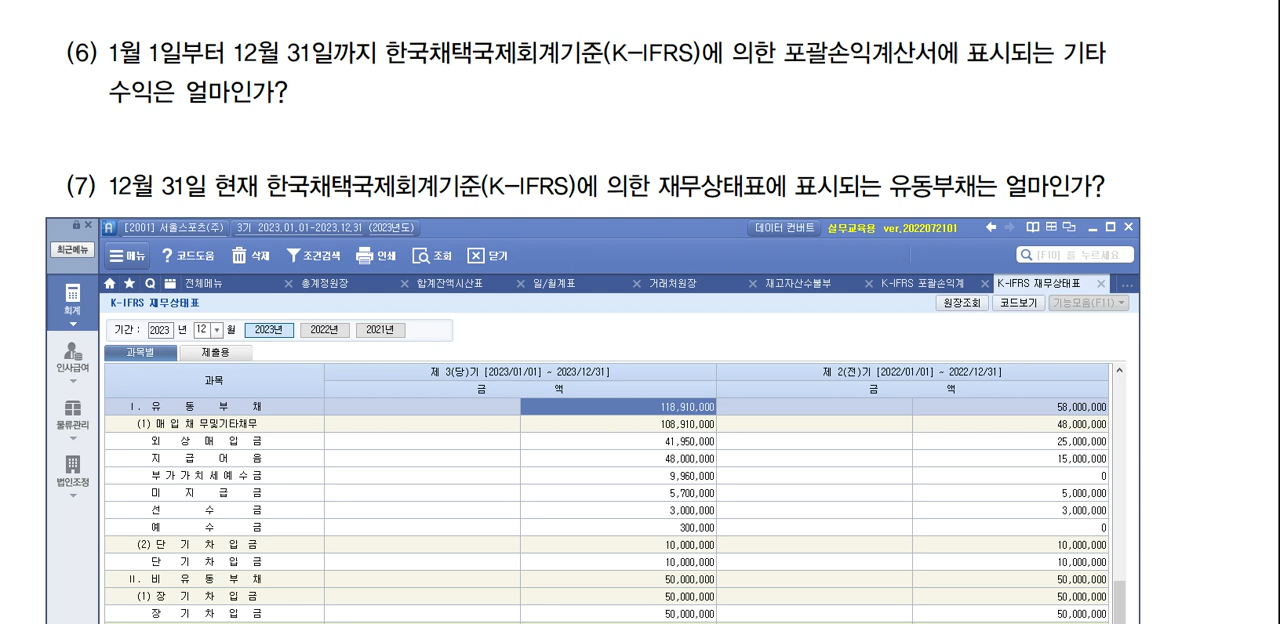 (6) 1월 1일부터 12월 31일까지 한국채택국제회계기준(K-IFRS)에 의한 포괄손익계산서에 표시되는 기타
수익은 얼마인가?
(7) 12월 31일 현재 한국채택국제회계기준(K-IFRS)에 의한 재무상태표에 표시되는 유동부채는 얼마인가?
[2001] 서울스포츠(주) 3기 2023.01.01~2023.12.31 (2023년도) 데이터 컨버트 실무교육용 ver.2022072101
최근메뉴 메뉴 ? 코드도움 삭제 조건검색 인쇄 조회 닫기 [F10] 을 누르세요
전체메뉴 총계정원장 합계잔액시산표 일/월계표 거래처원장 재고자산수불부 K-IFRS 포괄손익계 K-IFRS 재무상태표 ...
K-IFRS 재무상태표 원장조회 코드보기 기능모음(F11)
회계
인사급여
물류관리
법인조정
기간 : 2023 년 12 월 2023년 2022년 2021년
과목별 제출용
과목 제 3(당)기 [2023/01/01] ~ 2023/12/31] 제 2(전)기 [2022/01/01] ~ 2022/12/31]
금 액 금 액
Ⅰ. 유 동 부 채 118,910,000 58,000,000
(1) 매 입 채 무및기타채무 108,910,000 48,000,000
외 상 매 입 금 41,950,000 25,000,000
지 급 어 음 48,000,000 15,000,000
부 가 가 치 세 예 수 금 9,960,000 0
미 지 급 금 5,700,000 5,000,000
선 수 금 3,000,000 3,000,000
예 수 금 300,000 0
(2) 단 기 차 입 금 10,000,000 10,000,000
단 기 차 입 금 10,000,000 10,000,000
Ⅱ. 비 유 동 부 채 50,000,000 50,000,000
(1) 장 기 차 입 금 50,000,000 50,000,000
장 기 차 입 금 50,000,000 50,000,000